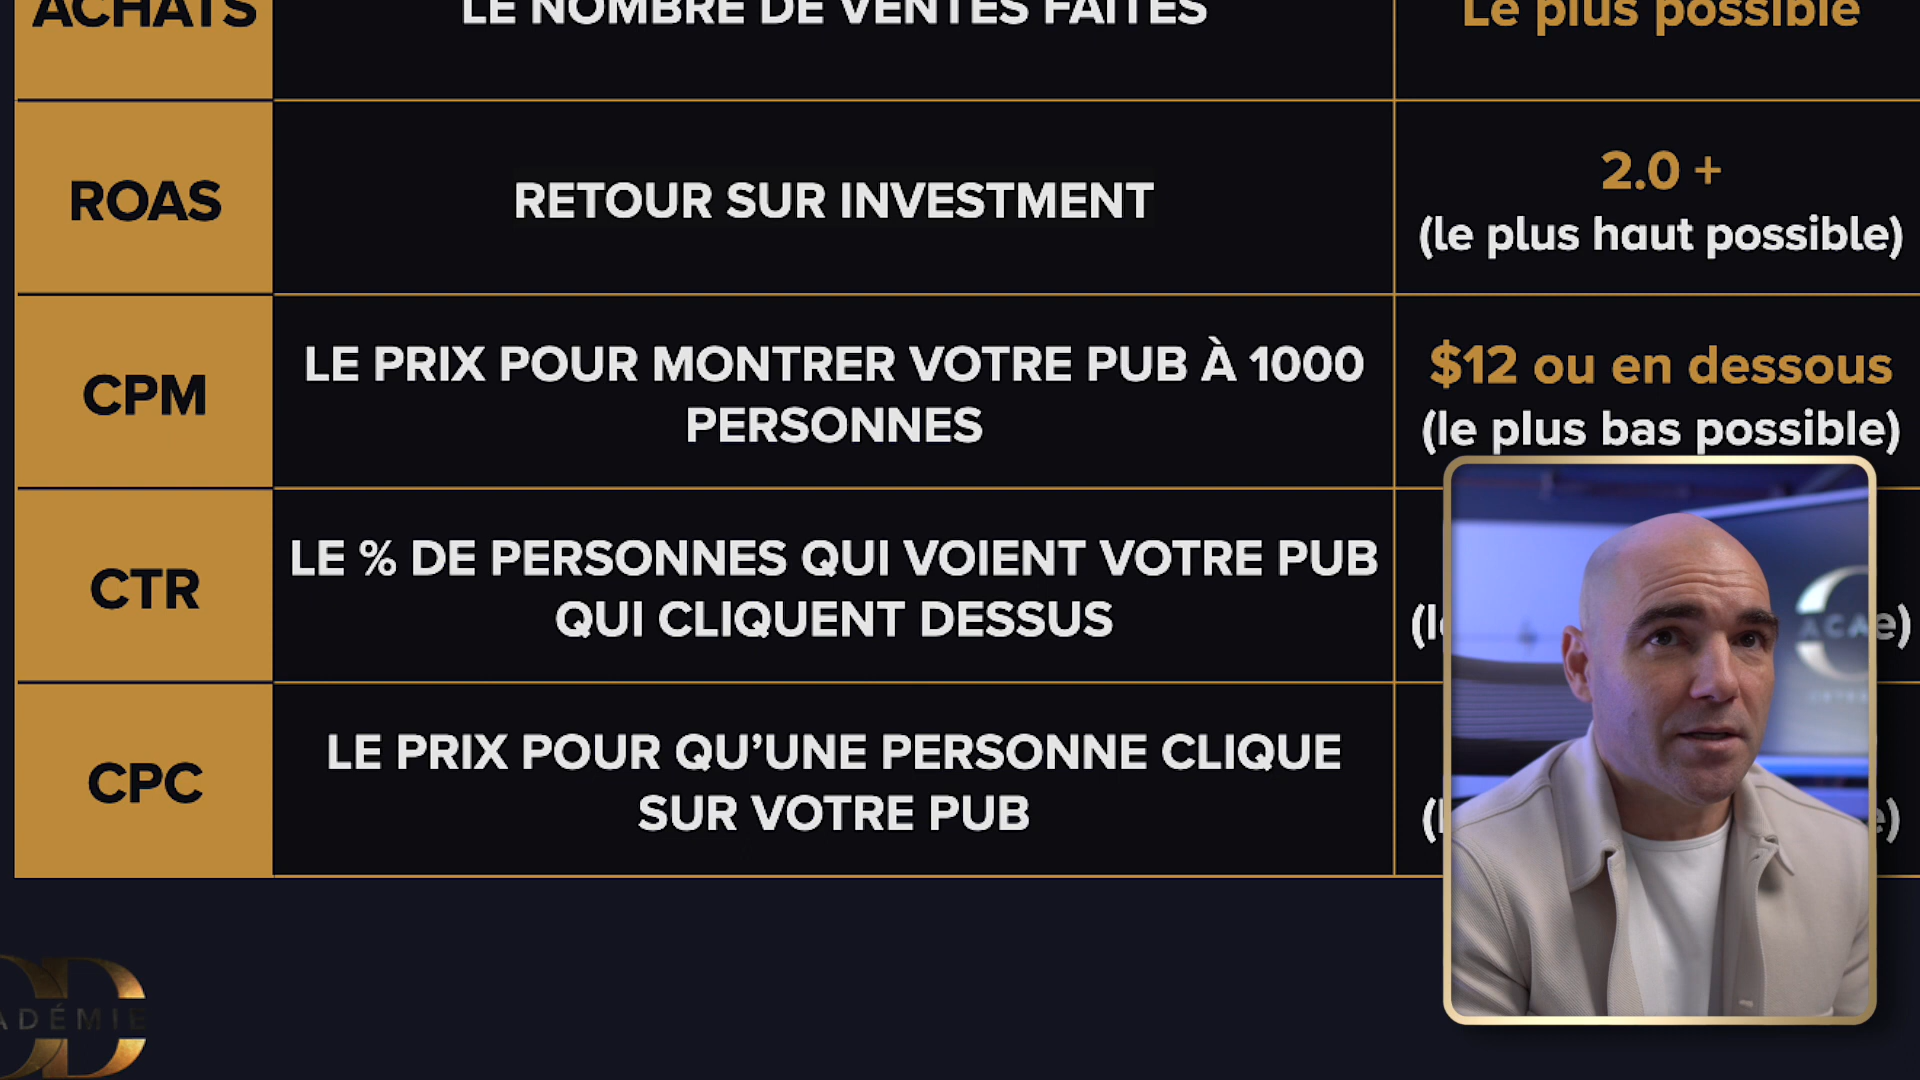 ACHATS
LE NOMBRE DE VENTES FAITES
Le plus possible
ROAS
RETOUR SUR INVESTMENT
2.0 +
(le plus haut possible)
CPM
LE PRIX POUR MONTRER VOTRE PUB À 1000
PERSONNES
$12 ou en dessous
(le plus bas possible)
CTR
LE % DE PERSONNES QUI VOIENT VOTRE PUB
QUI CLIQUENT DESSUS
CPC
LE PRIX POUR QU’UNE PERSONNE CLIQUE
SUR VOTRE PUB
ADÉMIE